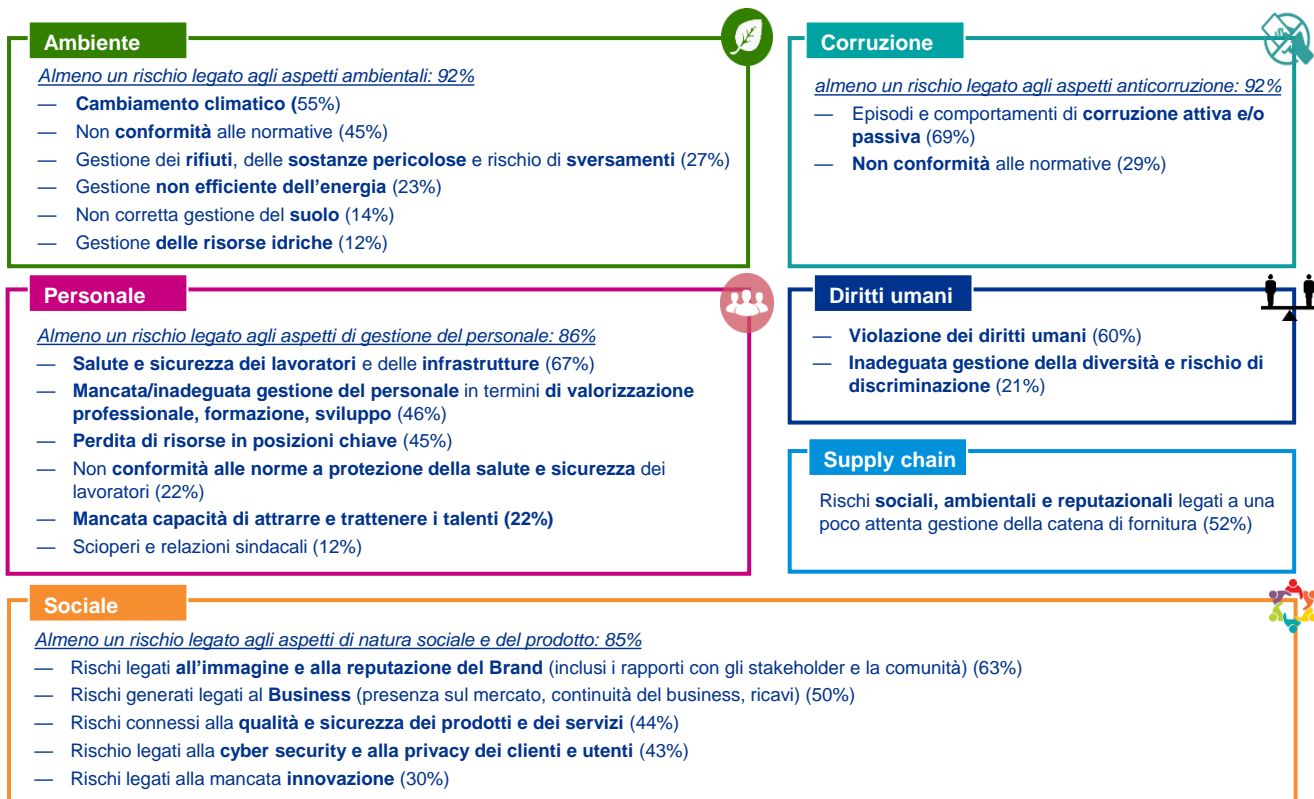 Ambiente
Almeno un rischio legato agli aspetti ambientali: 92%
— Cambiamento climatico (55%)
— Non conformità alle normative (45%)
— Gestione dei rifiuti, delle sostanze pericolose e rischio di sversamenti (27%)
— Gestione non efficiente dell’energia (23%)
— Non corretta gestione del suolo (14%)
— Gestione delle risorse idriche (12%)
Corruzione
almeno un rischio legato agli aspetti anticorruzione: 92%
— Episodi e comportamenti di corruzione attiva e/o
passiva (69%)
— Non conformità alle normative (29%)
Personale
Almeno un rischio legato agli aspetti di gestione del personale: 86%
— Salute e sicurezza dei lavoratori e delle infrastrutture (67%)
— Mancata/inadeguata gestione del personale in termini di valorizzazione
professionale, formazione, sviluppo (46%)
— Perdita di risorse in posizioni chiave (45%)
— Non conformità alle norme a protezione della salute e sicurezza dei
lavoratori (22%)
— Mancata capacità di attrarre e trattenere i talenti (22%)
— Scioperi e relazioni sindacali (12%)
Diritti umani
— Violazione dei diritti umani (60%)
— Inadeguata gestione della diversità e rischio di
discriminazione (21%)
Supply chain
Rischi sociali, ambientali e reputazionali legati a una
poco attenta gestione della catena di fornitura (52%)
Sociale
Almeno un rischio legato agli aspetti di natura sociale e del prodotto: 85%
— Rischi legati all’immagine e alla reputazione del Brand (inclusi i rapporti con gli stakeholder e la comunità) (63%)
— Rischi generati legati al Business (presenza sul mercato, continuità del business, ricavi) (50%)
— Rischi connessi alla qualità e sicurezza dei prodotti e dei servizi (44%)
— Rischio legati alla cyber security e alla privacy dei clienti e utenti (43%)
— Rischi legati alla mancata innovazione (30%)